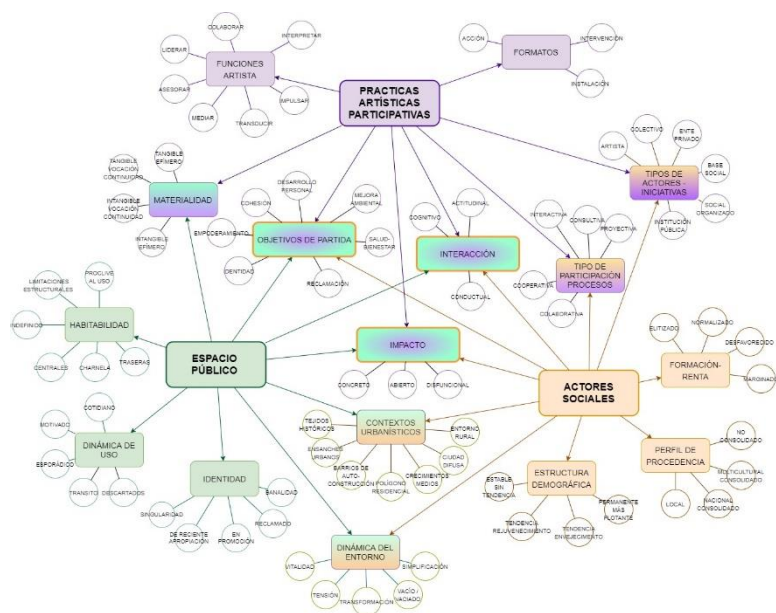 COLABORAR
LIDERAR
INTERPRETAR
FUNCIONES
ARTISTA
ASESORAR
IMPULSAR
MEDIAR
TRANSDUCIR
ACCIÓN
INTERVENCIÓN
FORMATOS
INSTALACIÓN
PRACTICAS
ARTÍSTICAS
PARTICIPATIVAS
COLECTIVO
ENTE
PRIVADO
ARTISTA
BASE
SOCIAL
TIPOS DE
ACTORES -
INICIATIVAS
SOCIAL
ORGANIZADO
INSTITUCIÓN
PÚBLICA
TANGIBLE
EFÍMERO
TANGIBLE
VOCACIÓN
CONTINUIDAD
MATERIALIDAD
INTANGIBLE
VOCACIÓN
CONTINUIDAD
INTANGIBLE
EFÍMERO
DESARROLLO
PERSONAL
COHESIÓN
MEJORA
AMBIENTAL
EMPODERAMIENTO
OBJETIVOS DE PARTIDA
SALUD-
BIENESTAR
IDENTIDAD
RECLAMACIÓN
ACTITUDINAL
COGNITIVO
INTERACCIÓN
CONDUCTUAL
INTERACTIVA
CONSULTIVA
PROYECTIVA
TIPO DE
PARTICIPACIÓN
PROCESOS
COOPERATIVA
COLABORATIVA
PROCLIVE
AL USO
LIMITACIONES
ESTRUCTURALES
INDEFINIDO
HABITABILIDAD
CENTRALES
CHARNELA
TRASERAS
ESPACIO
PÚBLICO
IMPACTO
CONCRETO
ABIERTO
DISFUNCIONAL
ACTORES
SOCIALES
ELITIZADO
NORMALIZADO
DESFAVORECIDO
FORMACIÓN-
RENTA
MARGINADO
COTIDIANO
MOTIVADO
DINÁMICA DE
USO
ESPORÁDICO
TRANSITO
DESCARTADOS
IDENTIDAD
BANALIDAD
SINGULARIDAD
RECLAMADO
DE RECIENTE
APROPIACIÓN
EN
PROMOCIÓN
TEJIDOS
HISTÓRICOS
CONTEXTOS
URBANÍSTICOS
ENTORNO
RURAL
ENSANCHES
URBANOS
CIUDAD
DIFUSA
BARRIOS DE
AUTO-
CONSTRUCCIÓN
POLÍGONO
RESIDENCIAL
CRECIMIENTOS
MEDIOS
ESTABLE
SIN
TENDENCIA
ESTRUCTURA
DEMOGRÁFICA
PERMANENTE
MÁS
FLOTANTE
TENDENCIA
REJUVENECIMIENTO
TENDENCIA
ENVEJECIMIENTO
NO
CONSOLIDADO
PERFIL DE
PROCEDENCIA
MULTICULTURAL
CONSOLIDADO
NACIONAL
CONSOLIDADO
LOCAL
DINÁMICA DEL
ENTORNO
VITALIDAD
SIMPLIFICACIÓN
TENSIÓN
TRANSFORMACIÓN
VACÍO /
VACIADO